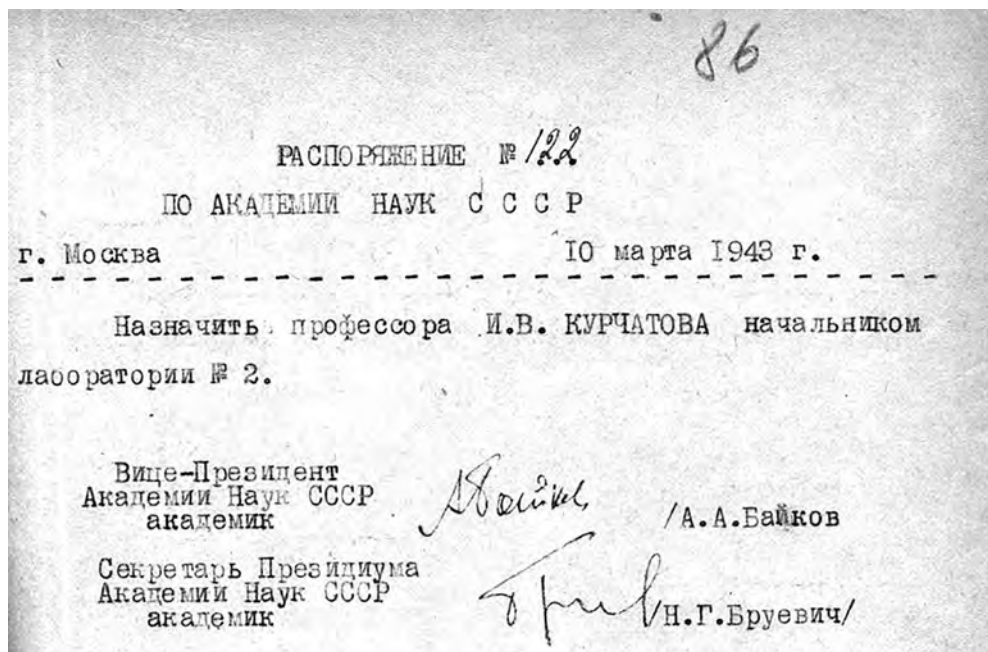 86
РАСПОРЯЖЕНИЕ № 122
ПО АКАДЕМИИ НАУК С С С Р
г. Москва 10 марта 1943 г.
Назначить профессора И.В. КУРЧАТОВА начальником
лаборатории № 2.
Вице-Президент
Академии Наук СССР
академик
АБайков
/А.А.Байков
Секретарь Президиума
Академии Наук СССР
академик
/Н.Г.Бруевич/